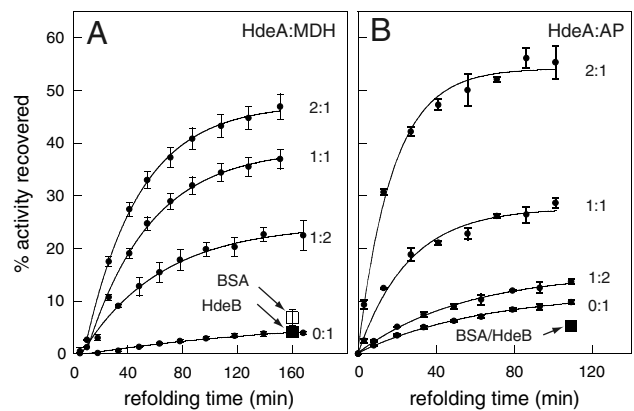 A
HdeA:MDH
60
50
40
30
20
10
0
% activity recovered
2:1
1:1
1:2
BSA
HdeB
0:1
0
40
80
120
160
refolding time (min)
B
HdeA:AP
2:1
1:1
1:2
0:1
BSA/HdeB
0
40
80
120
refolding time (min)